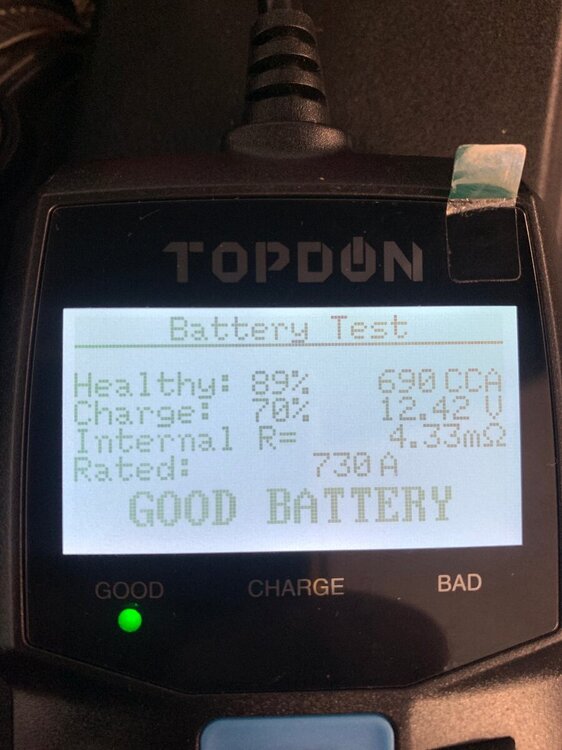 TOPDON
Battery Test
Healthy: 89% 690 CCA
Charge: 70% 12.42 V
Internal R= 4.33mΩ
Rated: 730 A
GOOD BATTERY
GOOD CHARGE BAD